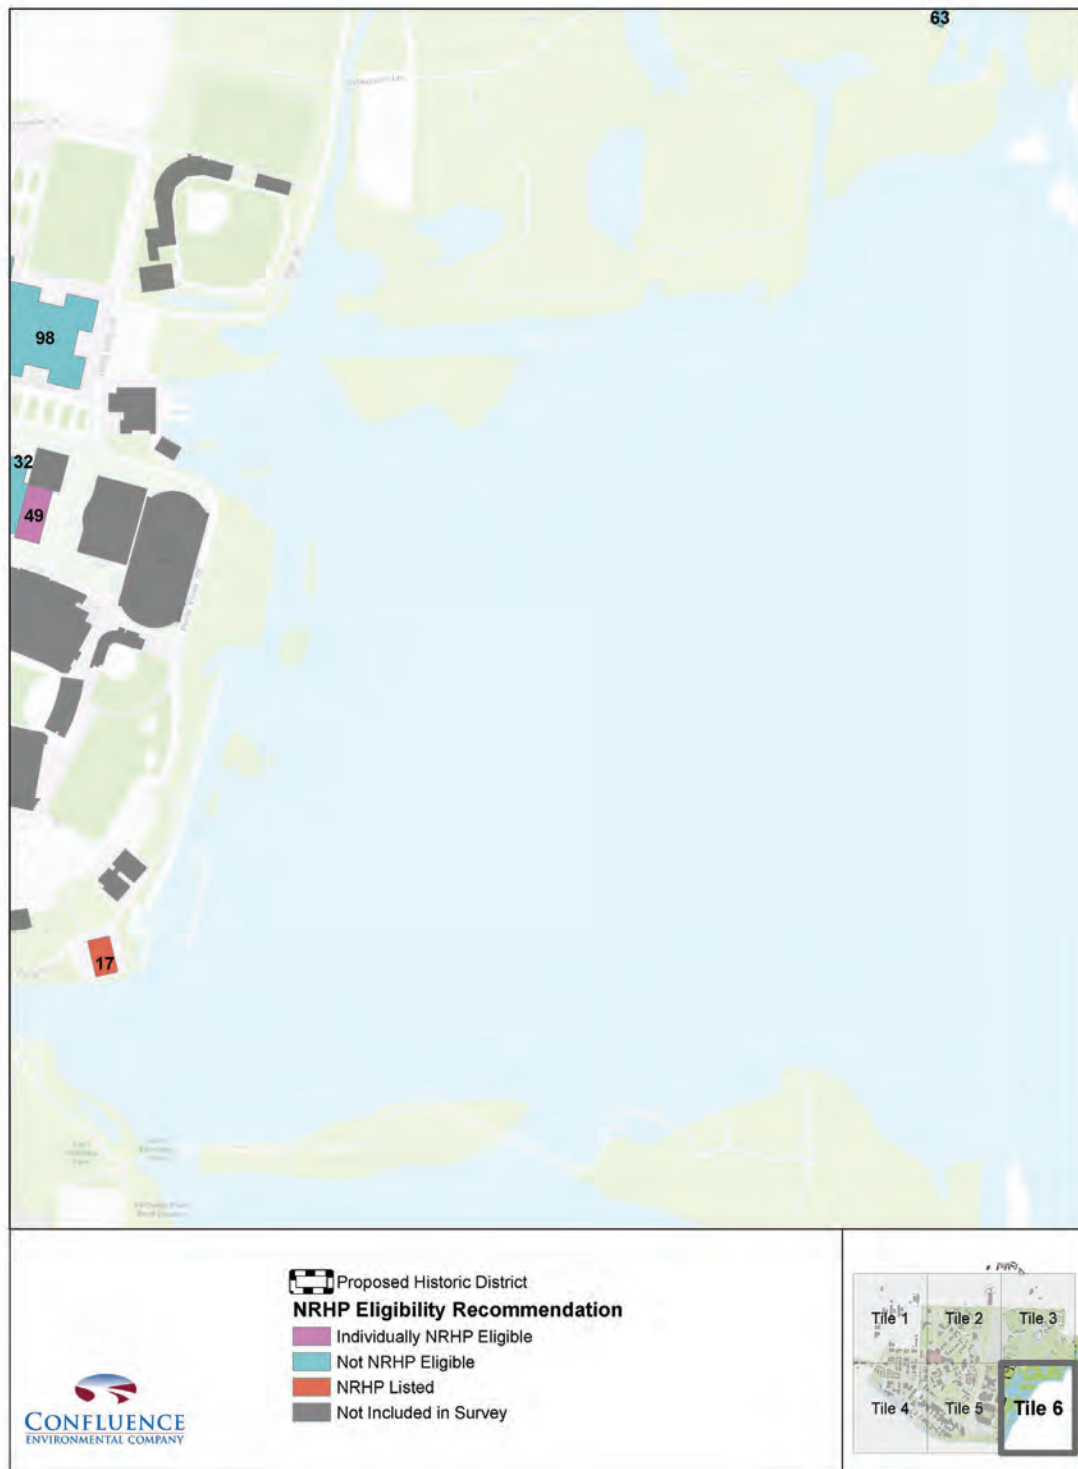 63
98
32
49
17
Proposed Historic District
NRHP Eligibility Recommendation
Individually NRHP Eligible
Not NRHP Eligible
NRHP Listed
Not Included in Survey
CONFLUENCE
ENVIRONMENTAL COMPANY
Tile 1
Tile 2
Tile 3
Tile 4
Tile 5
Tile 6